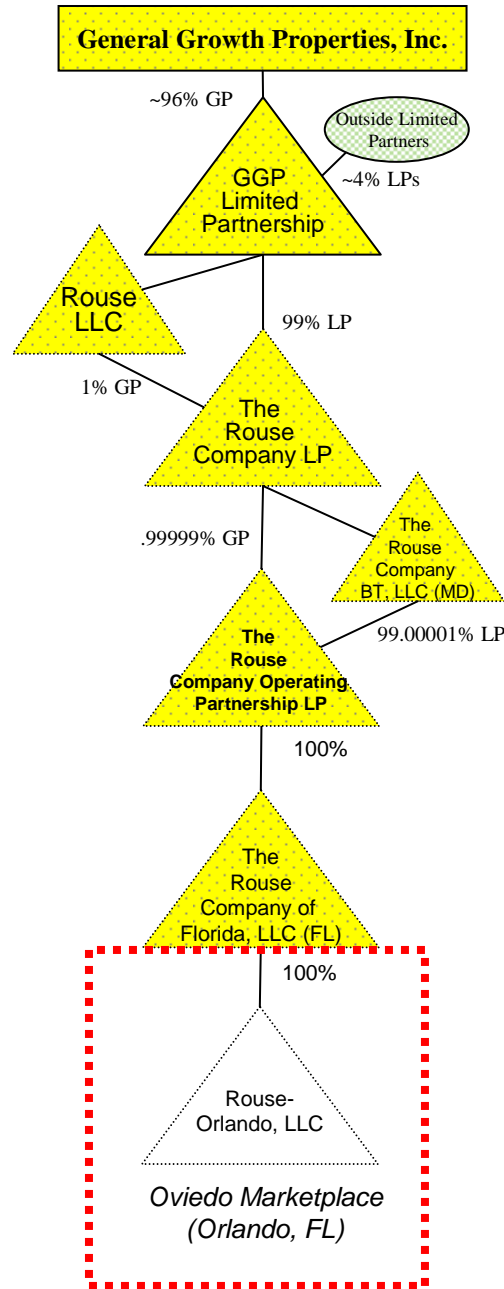 General Growth Properties, Inc.
~96% GP
Outside Limited
Partners
~4% LPs
GGP
Limited
Partnership
Rouse
LLC
99% LP
1% GP
The
Rouse
Company LP
.99999% GP
The
Rouse
Company
BT, LLC (MD)
99.00001% LP
The
Rouse
Company Operating
Partnership LP
100%
The
Rouse
Company of
Florida, LLC (FL)
100%
Rouse-
Orlando, LLC
Oviedo Marketplace
(Orlando, FL)